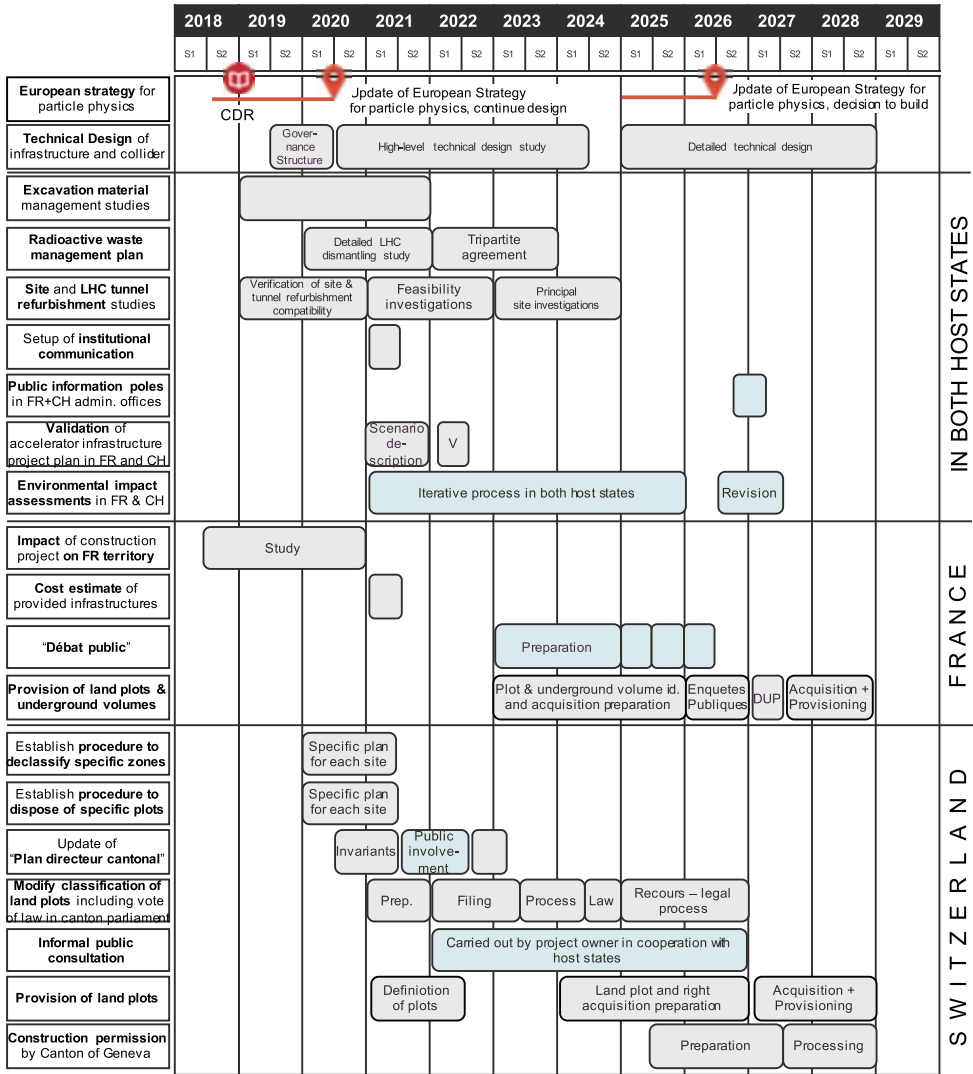 2018 2019 2020 2021 2022 2023 2024 2025 2026 2027 2028 2029
S1 S2 S1 S2 S1 S2 S1 S2 S1 S2 S1 S2 S1 S2 S1 S2 S1 S2 S1 S2 S1 S2 S1 S2
European strategy for
particle physics
CDR
Update of European Strategy
for particle physics, continue design
Update of European Strategy for
particle physics, decision to build
Technical Design of
infrastructure and collider
Gover-
nance
Structure
High-level technical design study
Detailed technical design
IN BOTH HOST STATES
Excavation material
management studies
Radioactive waste
management plan
Detailed LHC
dismantling study
Tripartite
agreement
Site and LHC tunnel
refurbishment studies
Verification of site &
tunnel refurbishment
compatibility
Feasibility
investigations
Principal
site investigations
Setup of institutional
communication
Public information poles
in FR+CH admin. offices
Validation of
accelerator infrastructure
project plan in FR and CH
Scenario
de-
scription
V
Environmental impact
assessments in FR & CH
Iterative process in both host states
Revision
FRANCE
Impact of construction
project on FR territory
Study
Cost estimate of
provided infrastructures
“Débat public”
Preparation
Provision of land plots &
underground volumes
Plot & underground volume id.
and acquisition preparation
Enquetes
Publiques
DUP
Acquisition +
Provisioning
SWITZERLAND
Establish procedure to
declassify specific zones
Specific plan
for each site
Establish procedure to
dispose of specific plots
Specific plan
for each site
Update of
“Plan directeur cantonal”
Invariants
Public
involve-
ment
Modify classification of
land plots including vote
of law in canton parliament
Prep.
Filing
Process
Law
Recours – legal
process
Informal public
consultation
Carried out by project owner in cooperation with
host states
Provision of land plots
Definiotion
of plots
Land plot and right
acquisition preparation
Acquisition +
Provisioning
Construction permission
by Canton of Geneva
Preparation
Processing